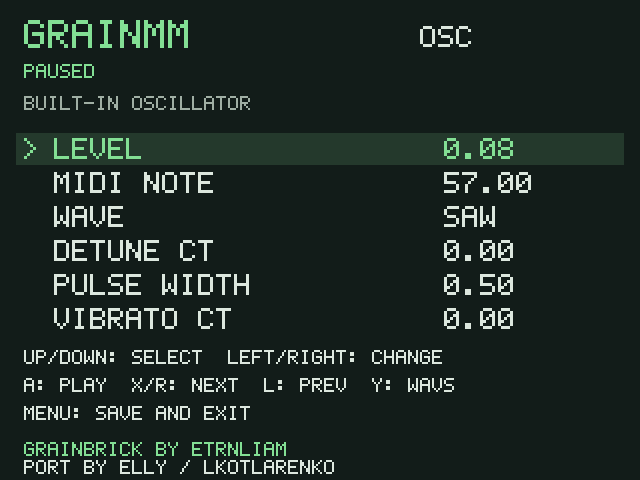 GRAINMM OSC
PAUSED
BUILT-IN OSCILLATOR
> LEVEL 0.08
MIDI NOTE 57.00
WAVE SAW
DETUNE CT 0.00
PULSE WIDTH 0.50
VIBRATO CT 0.00
UP/DOWN: SELECT LEFT/RIGHT: CHANGE
A: PLAY X/R: NEXT L: PREV Y: WAVS
MENU: SAVE AND EXIT
GRAINBRICK BY ETRNLIAM
PORT BY ELLY / LKOTLARENKO